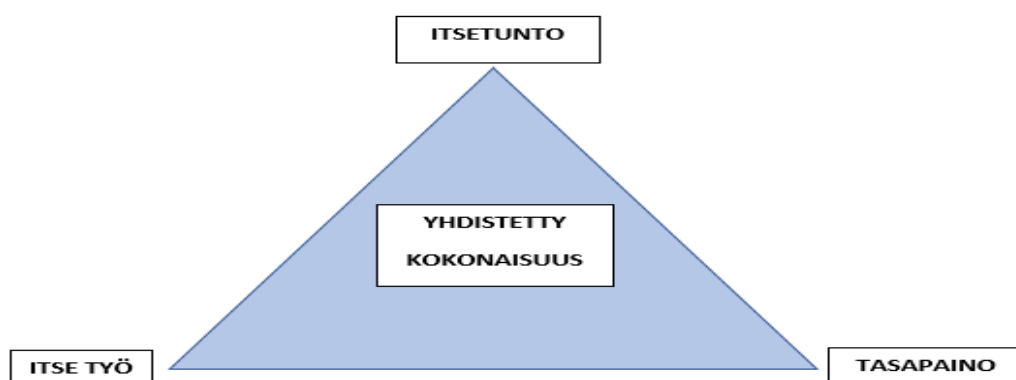 ITSETUNTO
YHDISTETTY
KOKONAISUUS
ITSE TYÖ
TASAPAINO